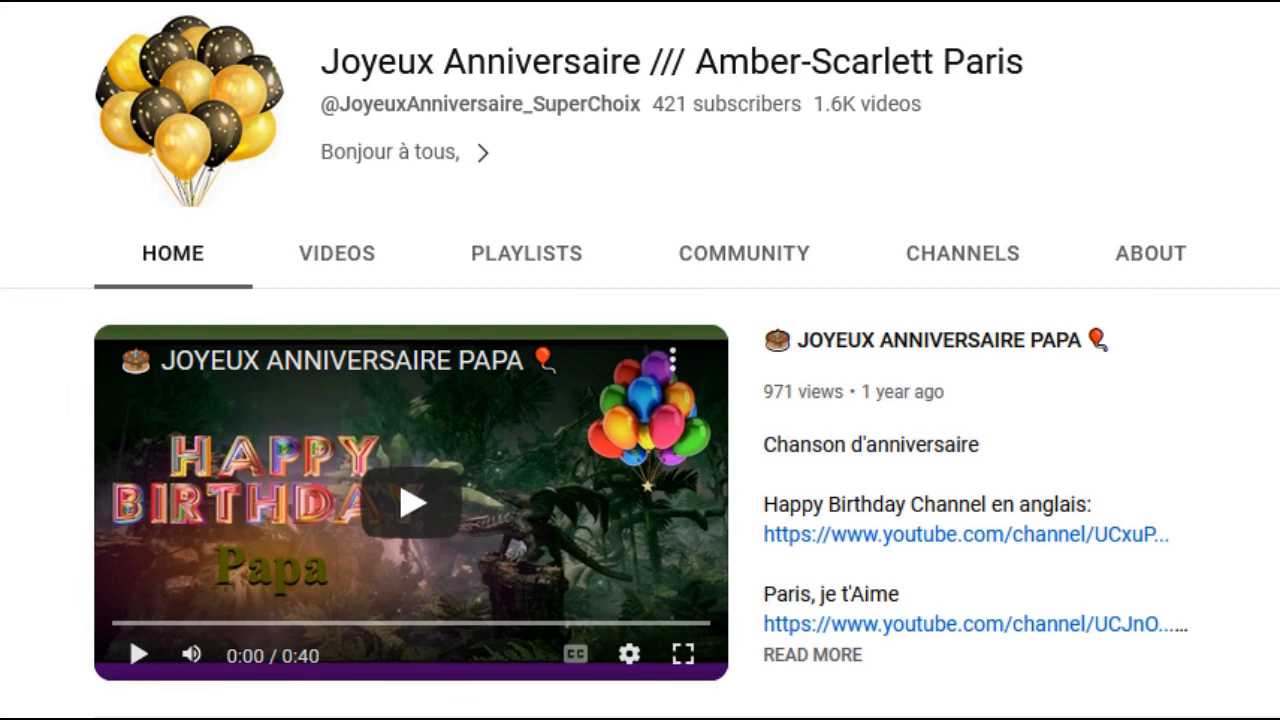 Joyeux Anniversaire /// Amber-Scarlett Paris
@JoyeuxAnniversaire_SuperChoix 421 subscribers 1.6K videos
Bonjour à tous,
HOME VIDEOS PLAYLISTS COMMUNITY CHANNELS ABOUT
JOYEUX ANNIVERSAIRE PAPA
HAPPY
BIRTHDAY
Papa
0:00 / 0:40
CC
JOYEUX ANNIVERSAIRE PAPA
971 views • 1 year ago
Chanson d'anniversaire
Happy Birthday Channel en anglais:
https://www.youtube.com/channel/UCxuP...
Paris, je t'Aime
https://www.youtube.com/channel/UCJnO......
READ MORE